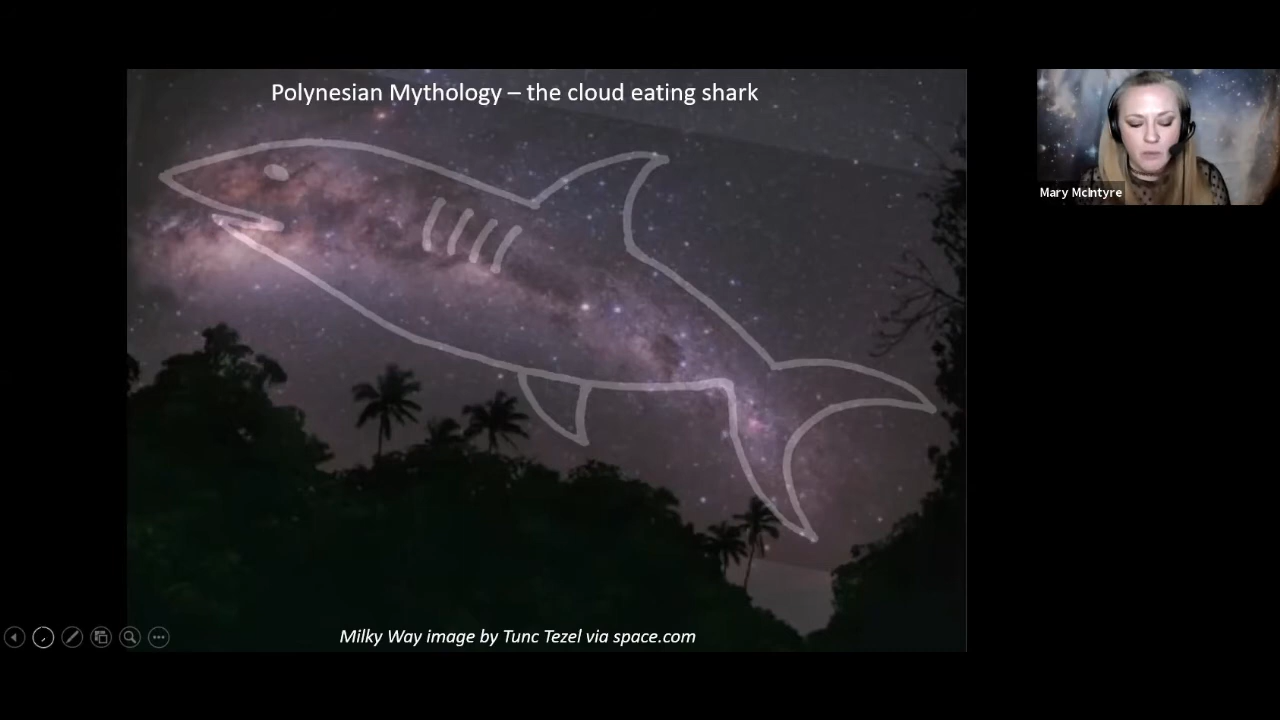 Polynesian Mythology – the cloud eating shark
Mary McIntyre
Milky Way image by Tunc Tezel via space.com